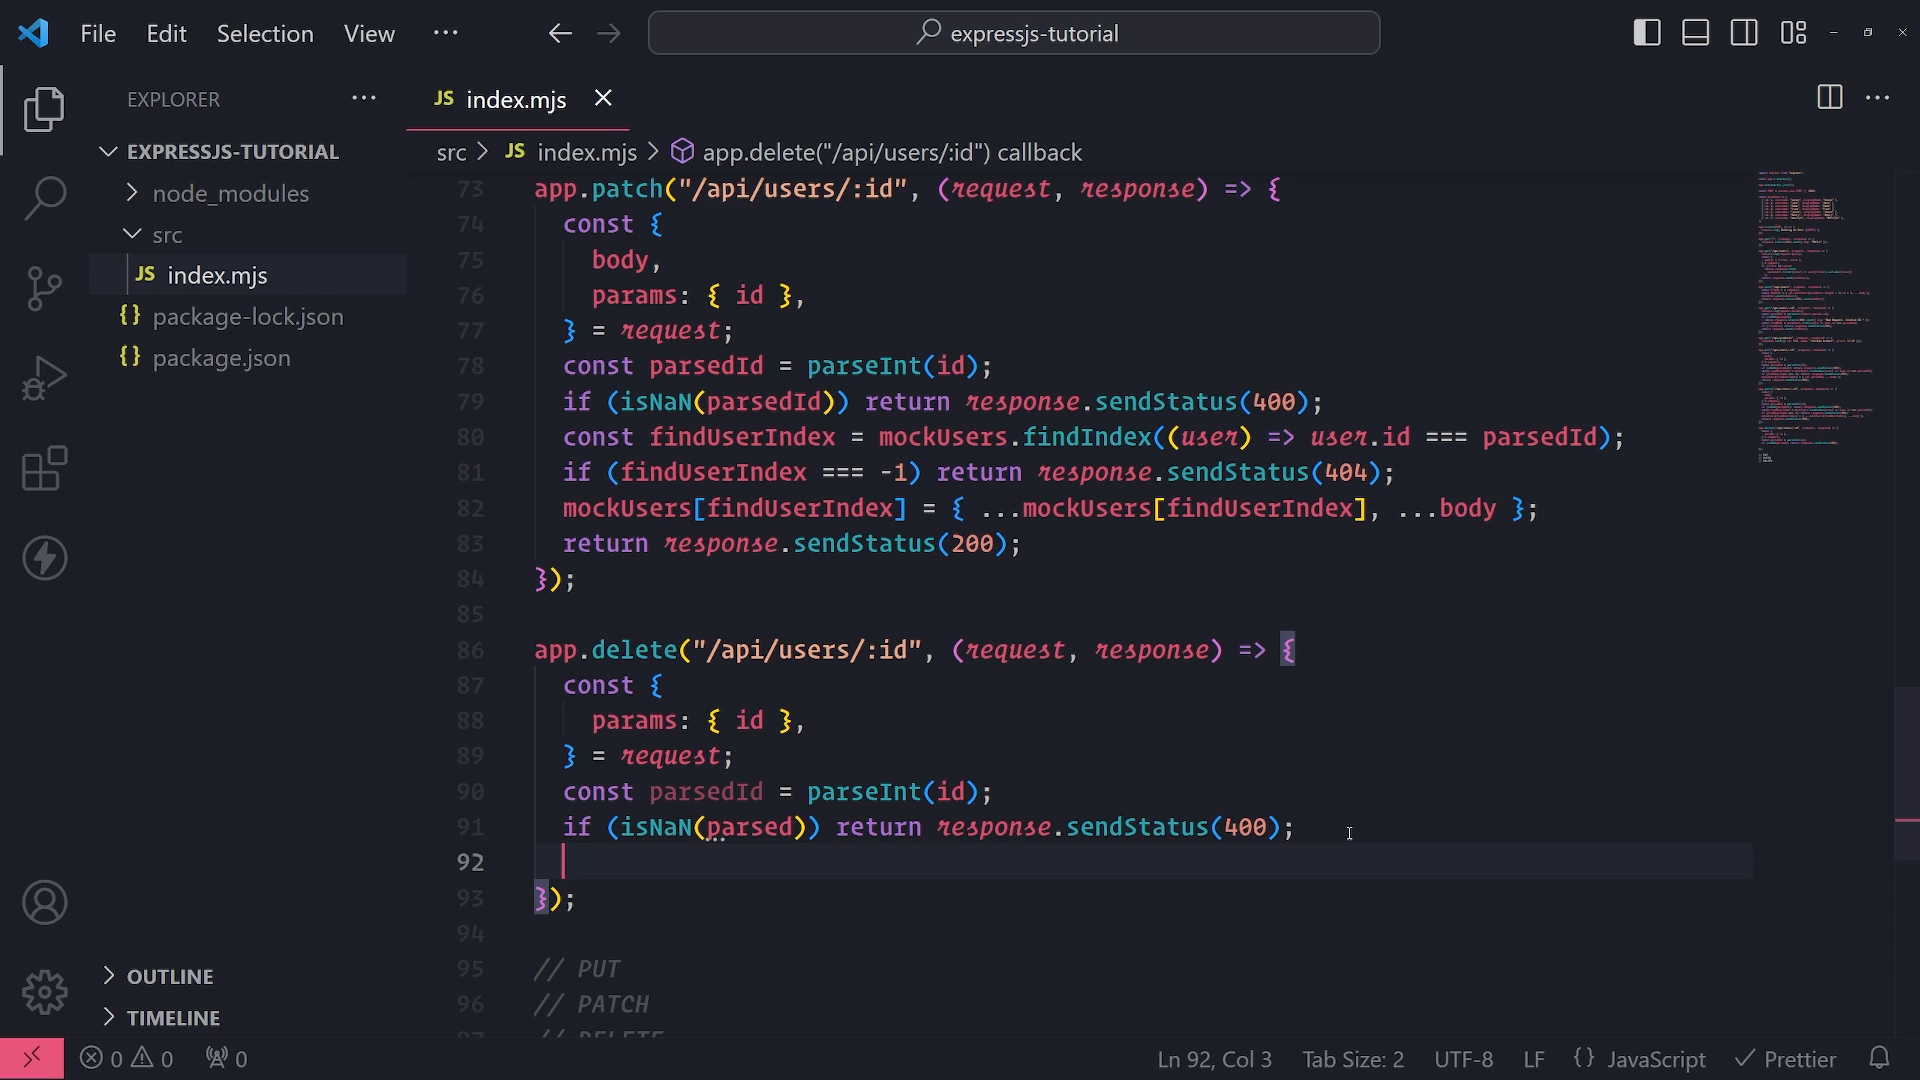 File Edit Selection View ··· expressjs-tutorial
EXPLORER ···
JS index.mjs
EXPRESSJS-TUTORIAL
node_modules
src
JS index.mjs
{} package-lock.json
{} package.json
OUTLINE
TIMELINE
src > JS index.mjs > app.delete("/api/users/:id") callback
73 app.patch("/api/users/:id", (request, response) => {
74 const {
75 body,
76 params: { id },
77 } = request;
78 const parsedId = parseInt(id);
79 if (isNaN(parsedId)) return response.sendStatus(400);
80 const findUserIndex = mockUsers.findIndex((user) => user.id === parsedId);
81 if (findUserIndex === -1) return response.sendStatus(404);
82 mockUsers[findUserIndex] = { ...mockUsers[findUserIndex], ...body };
83 return response.sendStatus(200);
84 });
85
86 app.delete("/api/users/:id", (request, response) => {
87 const {
88 params: { id },
89 } = request;
90 const parsedId = parseInt(id);
91 if (isNaN(parsed)) return response.sendStatus(400);
92
93 });
94
95 // PUT
96 // PATCH
97 // DELETE
0 0 0 Ln 92, Col 3 Tab Size: 2 UTF-8 LF {} JavaScript Prettier